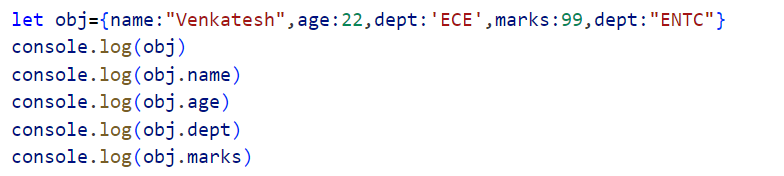 let obj={name:"Venkatesh",age:22,dept:'ECE',marks:99,dept:"ENTC"}
console.log(obj)
console.log(obj.name)
console.log(obj.age)
console.log(obj.dept)
console.log(obj.marks)